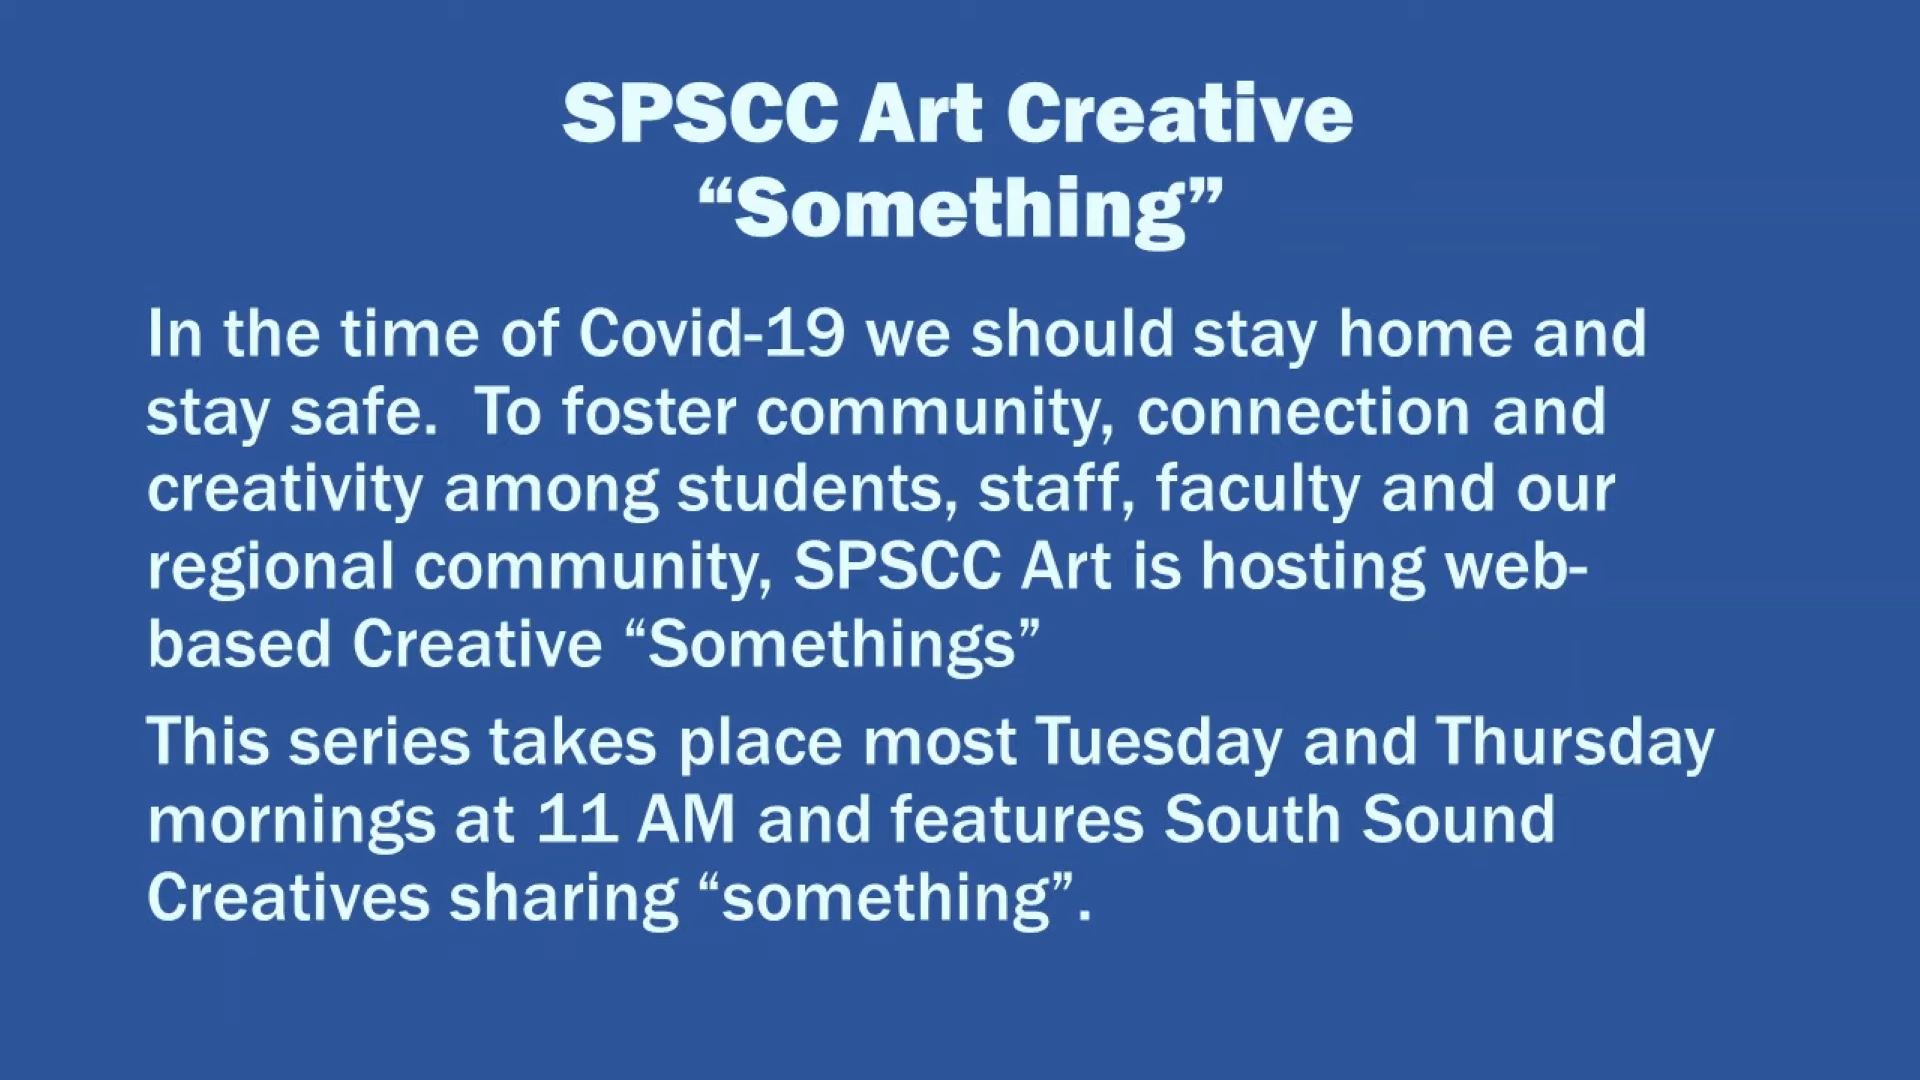 SPSCC Art Creative
“Something”
In the time of Covid-19 we should stay home and
stay safe.  To foster community, connection and
creativity among students, staff, faculty and our
regional community, SPSCC Art is hosting web-
based Creative “Somethings”
This series takes place most Tuesday and Thursday
mornings at 11 AM and features South Sound
Creatives sharing “something”.